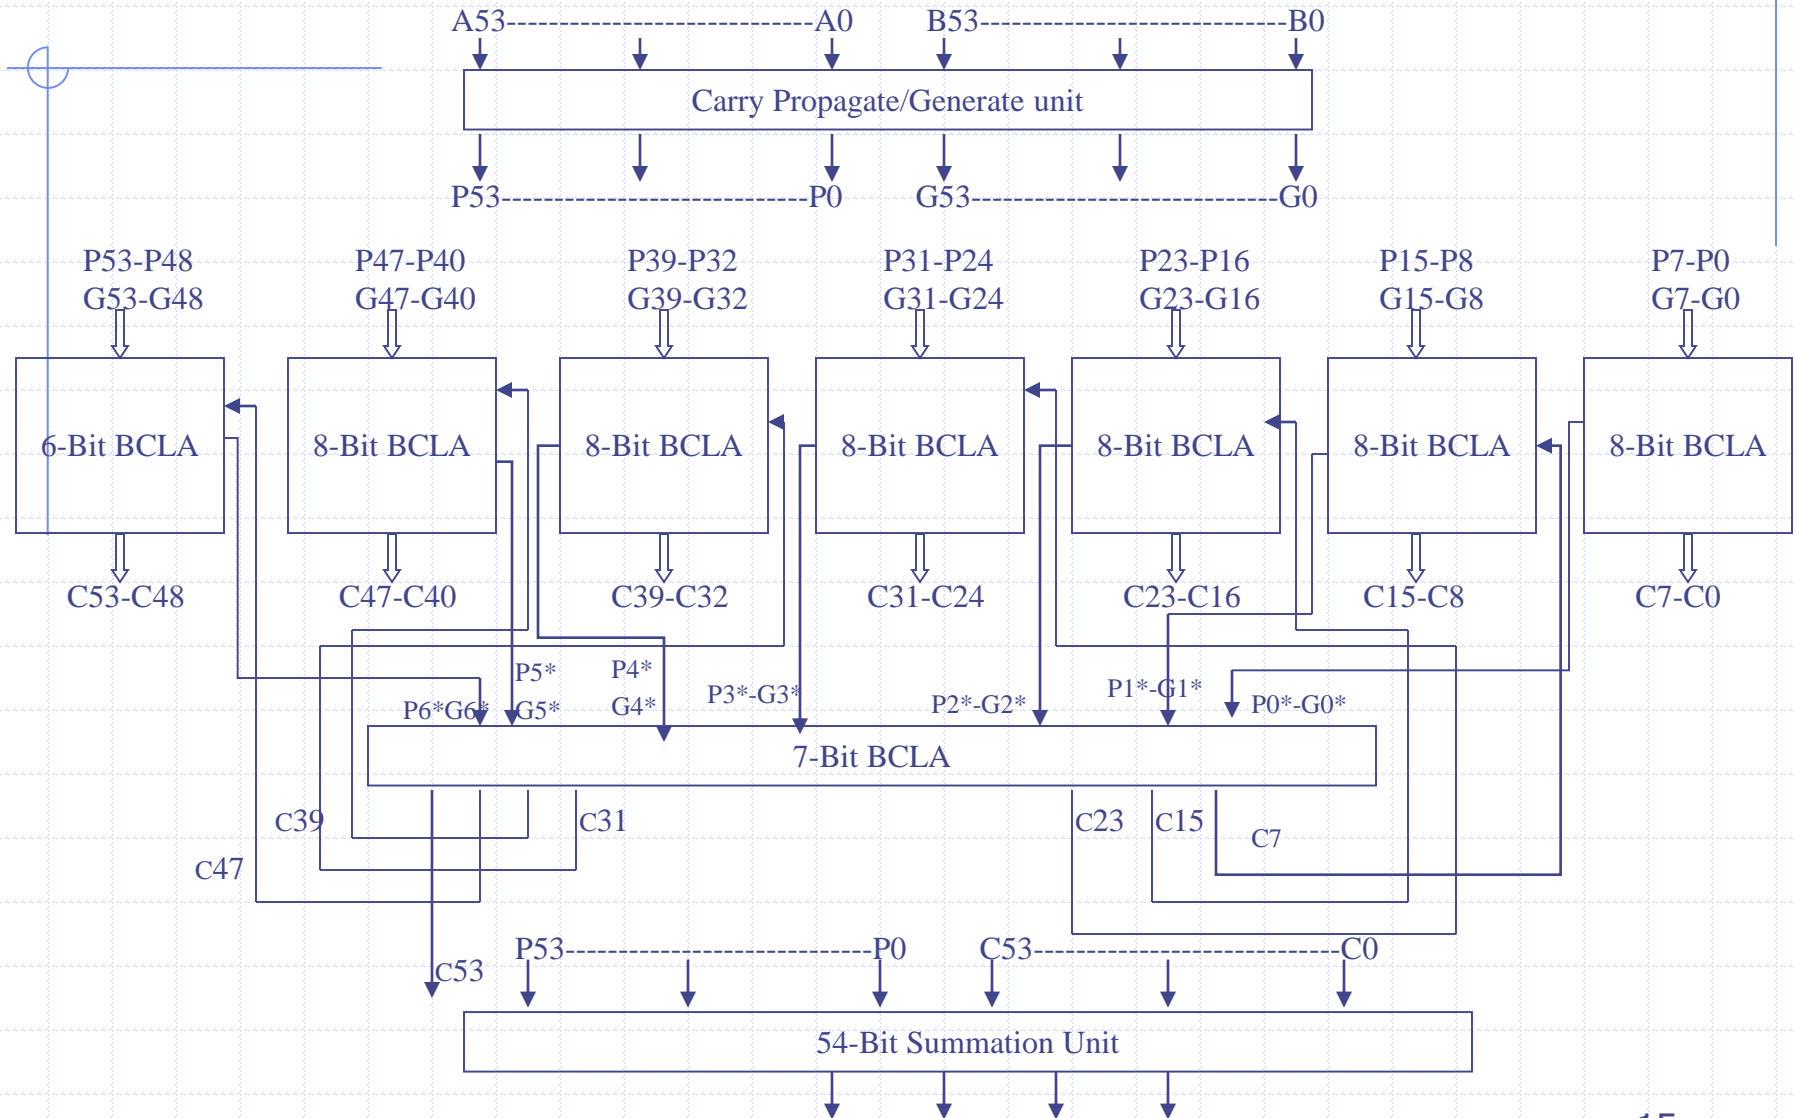 A53--------------------------A0 B53--------------------------B0
Carry Propagate/Generate unit
P53--------------------------P0 G53--------------------------G0
P53-P48 P47-P40 P39-P32 P31-P24 P23-P16 P15-P8 P7-P0
G53-G48 G47-G40 G39-G32 G31-G24 G23-G16 G15-G8 G7-G0
6-Bit BCLA 8-Bit BCLA 8-Bit BCLA 8-Bit BCLA 8-Bit BCLA 8-Bit BCLA 8-Bit BCLA
C53-C48 C47-C40 C39-C32 C31-C24 C23-C16 C15-C8 C7-C0
P5* P4*
P3*-G3* P1*-G1*
P6*G6* G5* G4* P2*-G2* P0*-G0*
7-Bit BCLA
C39 C31 C23 C15 C7
C47
P53--------------------------P0 C53--------------------------C0
C53
54-Bit Summation Unit